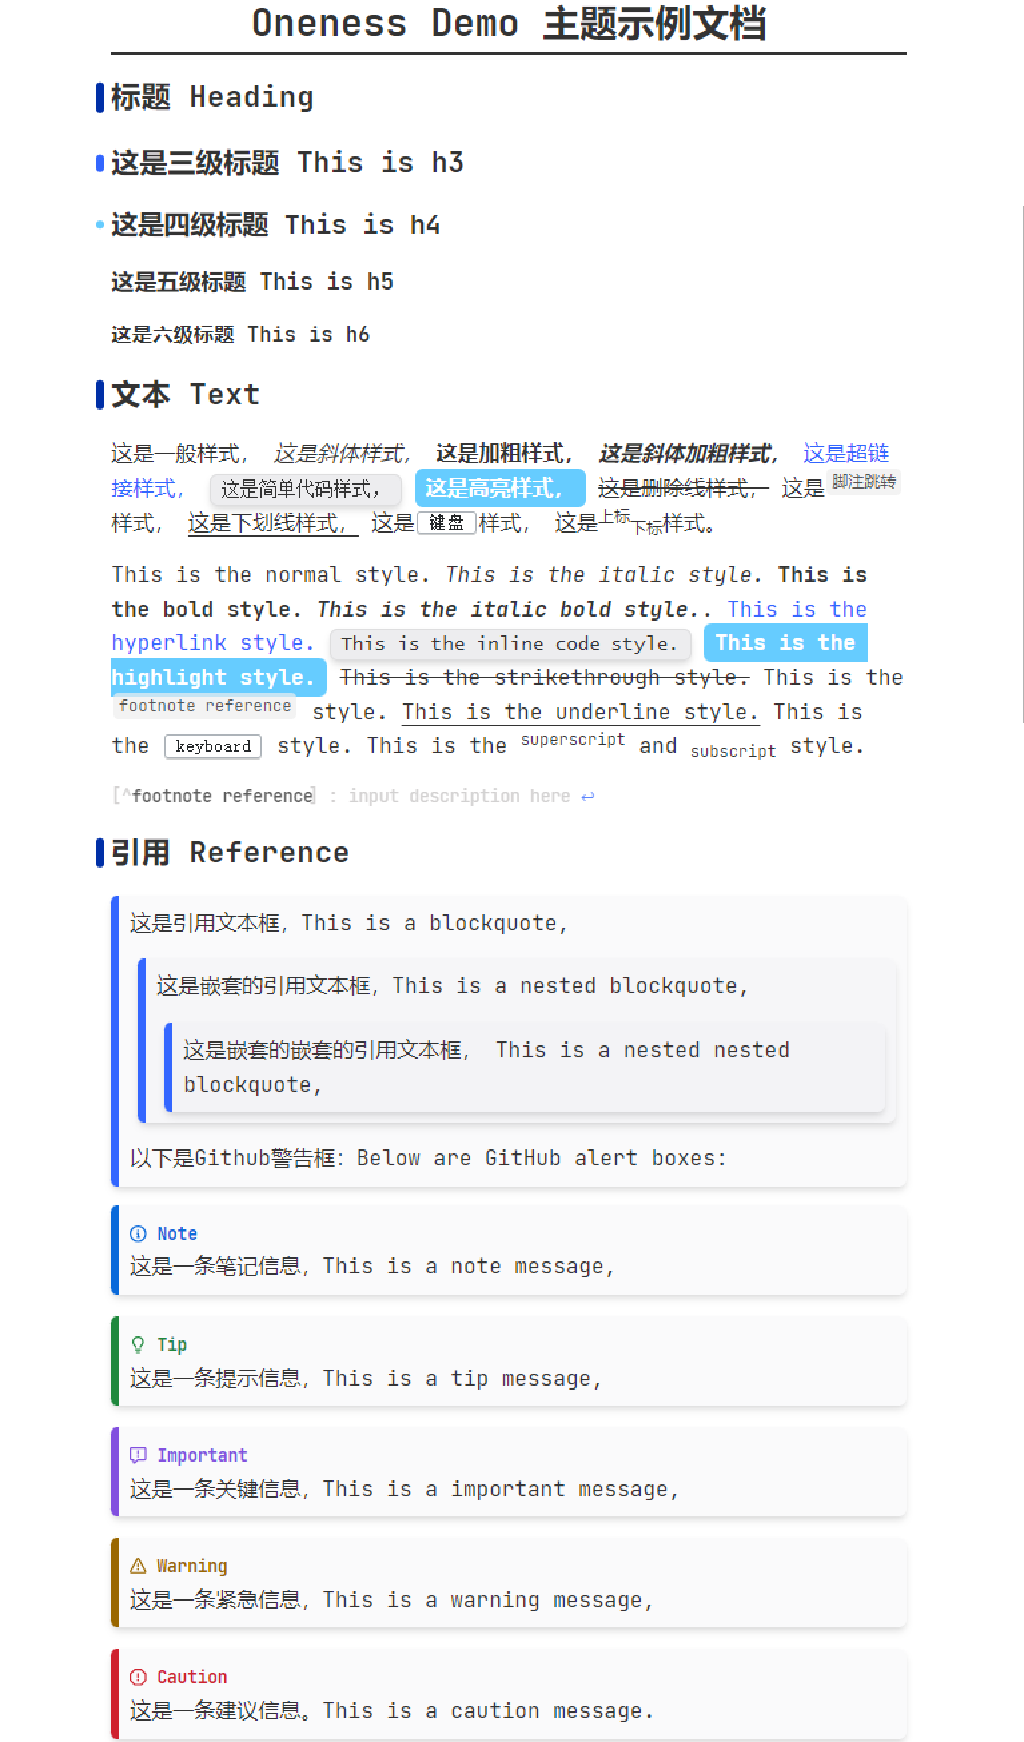 Oneness Demo 主题示例文档
标题 Heading
这是三级标题 This is h3
这是四级标题 This is h4
这是五级标题 This is h5
这是六级标题 This is h6
文本 Text
这是一般样式， 这是斜体样式， 这是加粗样式， 这是斜体加粗样式， 这是超链
接样式， 这是简单代码样式， 这是高亮样式， 这是删除线样式， 这是脚注跳转
样式， 这是下划线样式， 这是键盘样式， 这是上标下标样式。
This is the normal style. This is the italic style. This is
the bold style. This is the italic bold style.. This is the
hyperlink style. This is the inline code style. This is the
highlight style. This is the strikethrough style. This is the
footnote reference style. This is the underline style. This is
the keyboard style. This is the superscript and subscript style.
[^footnote reference] : input description here ↩
引用 Reference
这是引用文本框，This is a blockquote,
这是嵌套的引用文本框，This is a nested blockquote,
这是嵌套的嵌套的引用文本框， This is a nested nested
blockquote,
以下是Github警告框：Below are GitHub alert boxes:
Note
这是一条笔记信息，This is a note message,
Tip
这是一条提示信息，This is a tip message,
Important
这是一条关键信息，This is a important message,
Warning
这是一条紧急信息，This is a warning message,
Caution
这是一条建议信息。This is a caution message.